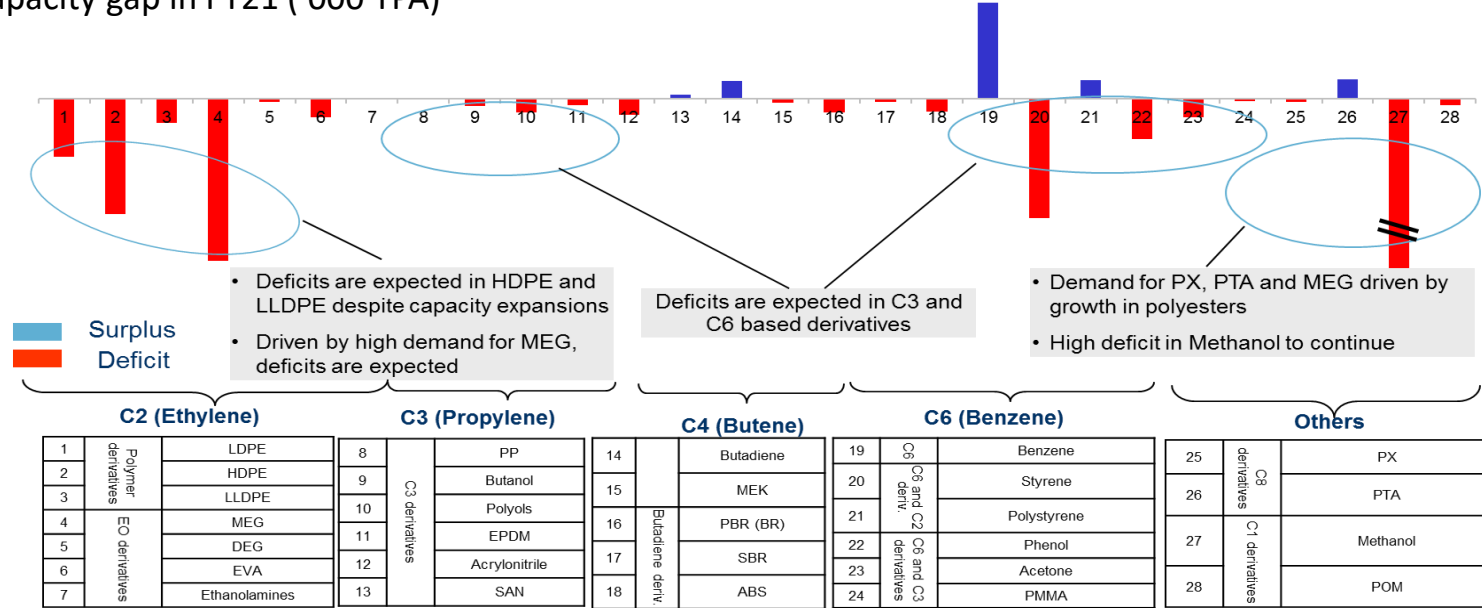 apacity gap in FY21 ('000 TPA)
1 2 3 4 5 6 7 8 9 10 11 12 13 14 15 16 17 18 19 20 21 22 23 24 25 26 27 28
• Deficits are expected in HDPE and
LLDPE despite capacity expansions
• Driven by high demand for MEG,
deficits are expected
Deficits are expected in C3 and
C6 based derivatives
• Demand for PX, PTA and MEG driven by
growth in polyesters
• High deficit in Methanol to continue
Surplus
Deficit
C2 (Ethylene)
1 Polymer derivatives LDPE
2 HDPE
3 LLDPE
4 EO derivatives MEG
5 DEG
6 EVA
7 Ethanolamines
C3 (Propylene)
8 C3 derivatives PP
9 Butanol
10 Polyols
11 EPDM
12 Acrylonitrile
13 SAN
C4 (Butene)
14 Butadiene
15 MEK
16 Butadiene deriv. PBR (BR)
17 SBR
18 ABS
C6 (Benzene)
19 C6 Benzene
20 C6 and C2 deriv. Styrene
21 Polystyrene
22 C6 and C3 derivatives Phenol
23 Acetone
24 PMMA
Others
25 C8 derivatives PX
26 PTA
27 C1 derivatives Methanol
28 POM